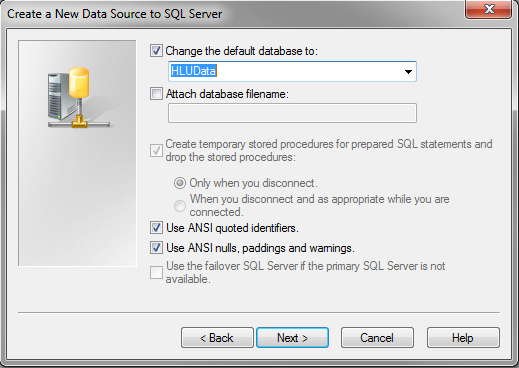 Create a New Data Source to SQL Server
Change the default database to:
HLUData
Attach database filename:
Create temporary stored procedures for prepared SQL statements and
drop the stored procedures:
Only when you disconnect.
When you disconnect and as appropriate while you are
connected.
Use ANSI quoted identifiers.
Use ANSI nulls, paddings and warnings.
Use the failover SQL Server if the primary SQL Server is not
available.
< Back
Next >
Cancel
Help